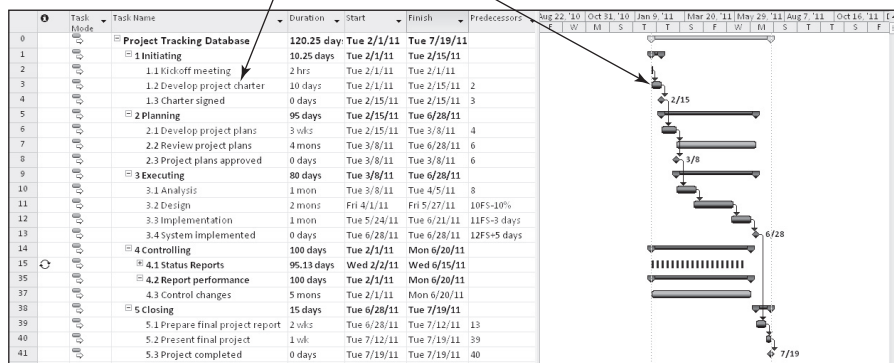 Task Mode Task Name Duration Start Finish Predecessors Aug 22, '10 Oct 31, '10 Jan 9, '11 Mar 20, '11 May 29, '11 Aug 7, '11 Oct 16, '11
F W M S T T F S W M S T
0 Project Tracking Database 120.25 day Tue 2/1/11 Tue 7/19/11
1 1 Initiating 10.25 days Tue 2/1/11 Tue 2/15/11
2 1.1 Kickoff meeting 2 hrs Tue 2/1/11 Tue 2/1/11
3 1.2 Develop project charter 10 days Tue 2/1/11 Tue 2/15/11 2
4 1.3 Charter signed 0 days Tue 2/15/11 Tue 2/15/11 3 2/15
5 2 Planning 95 days Tue 2/15/11 Tue 6/28/11
6 2.1 Develop project plans 3 wks Tue 2/15/11 Tue 3/8/11 4
7 2.2 Review project plans 4 mons Tue 3/8/11 Tue 6/28/11 6
8 2.3 Project plans approved 0 days Tue 3/8/11 Tue 3/8/11 6 3/8
9 3 Executing 80 days Tue 3/8/11 Tue 6/28/11
10 3.1 Analysis 1 mon Tue 3/8/11 Tue 4/5/11 8
11 3.2 Design 2 mons Fri 4/1/11 Fri 5/27/11 10FS-10%
12 3.3 Implementation 1 mon Tue 5/24/11 Tue 6/21/11 11FS-3 days
13 3.4 System implemented 0 days Tue 6/28/11 Tue 6/28/11 12FS+5 days 6/28
14 4 Controlling 100 days Tue 2/1/11 Mon 6/20/11
15 4.1 Status Reports 95.13 days Wed 2/2/11 Wed 6/15/11
35 4.2 Report performance 100 days Tue 2/1/11 Mon 6/20/11
37 4.3 Control changes 5 mons Tue 2/1/11 Mon 6/20/11
38 5 Closing 15 days Tue 6/28/11 Tue 7/19/11
39 5.1 Prepare final project report 2 wks Tue 6/28/11 Tue 7/12/11 13
40 5.2 Present final project 1 wk Tue 7/12/11 Tue 7/19/11 39
41 5.3 Project completed 0 days Tue 7/19/11 Tue 7/19/11 40 7/19